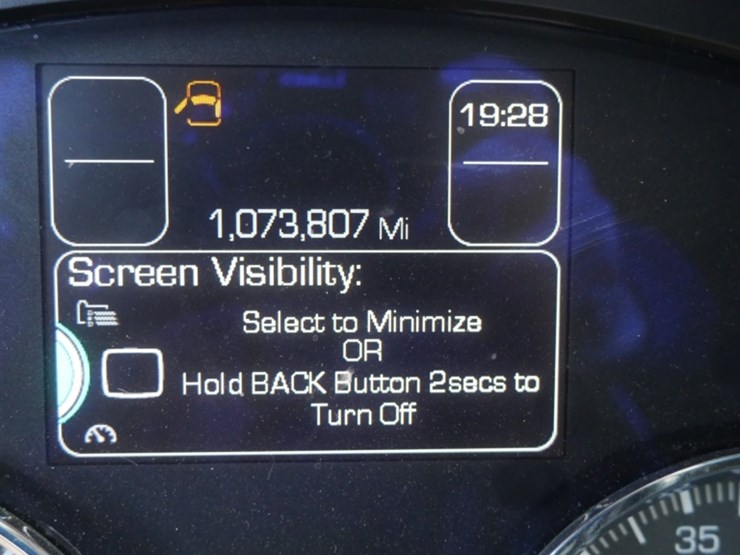 19:28
1,073,807 Mi
Screen Visibility:
Select to Minimize
OR
Hold BACK Button 2secs to
Turn Off
35